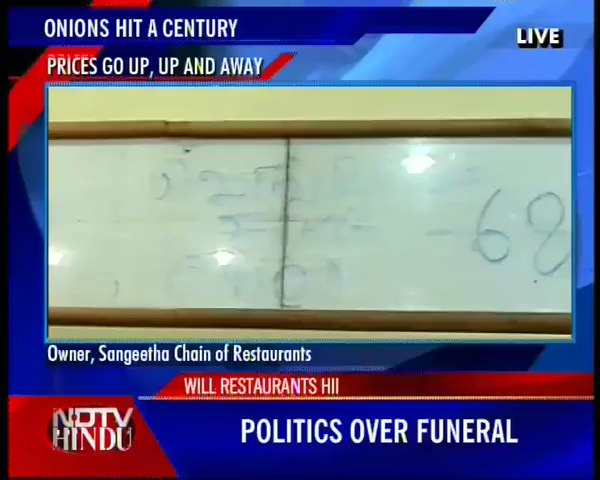 ONIONS HIT A CENTURY
LIVE
PRICES GO UP, UP AND AWAY
- 68
Owner, Sangeetha Chain of Restaurants
WILL RESTAURANTS HI
NDTV
HINDU
POLITICS OVER FUNERAL